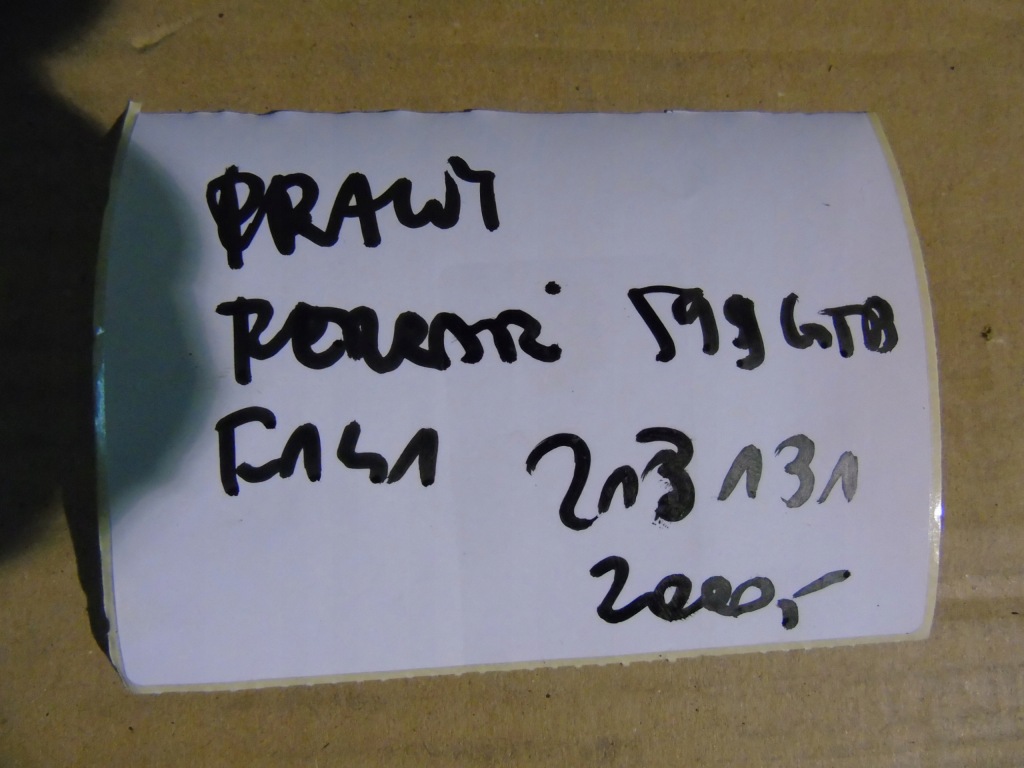 PRAWY
FERRARI 599 GTB
F141
213131
2000,-